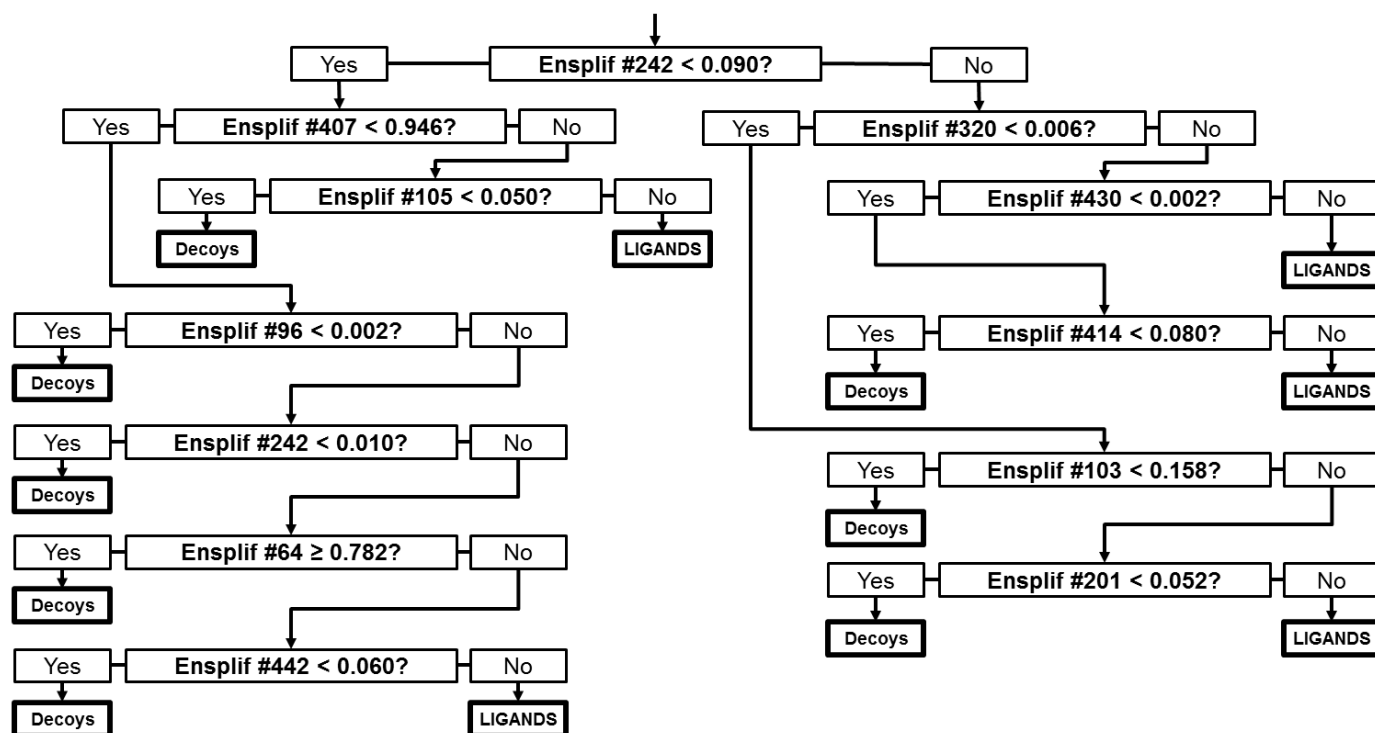 Yes Ensplif #242 < 0.090? No
Yes Ensplif #407 < 0.946? No
Yes Ensplif #320 < 0.006? No
Yes Ensplif #105 < 0.050? No
Yes Ensplif #430 < 0.002? No
Decoys LIGANDS
LIGANDS
Yes Ensplif #96 < 0.002? No
Yes Ensplif #414 < 0.080? No
Decoys
Decoys LIGANDS
Yes Ensplif #242 < 0.010? No
Yes Ensplif #103 < 0.158? No
Decoys
Decoys
Yes Ensplif #64 ≥ 0.782? No
Yes Ensplif #201 < 0.052? No
Decoys
Decoys LIGANDS
Yes Ensplif #442 < 0.060? No
Decoys LIGANDS